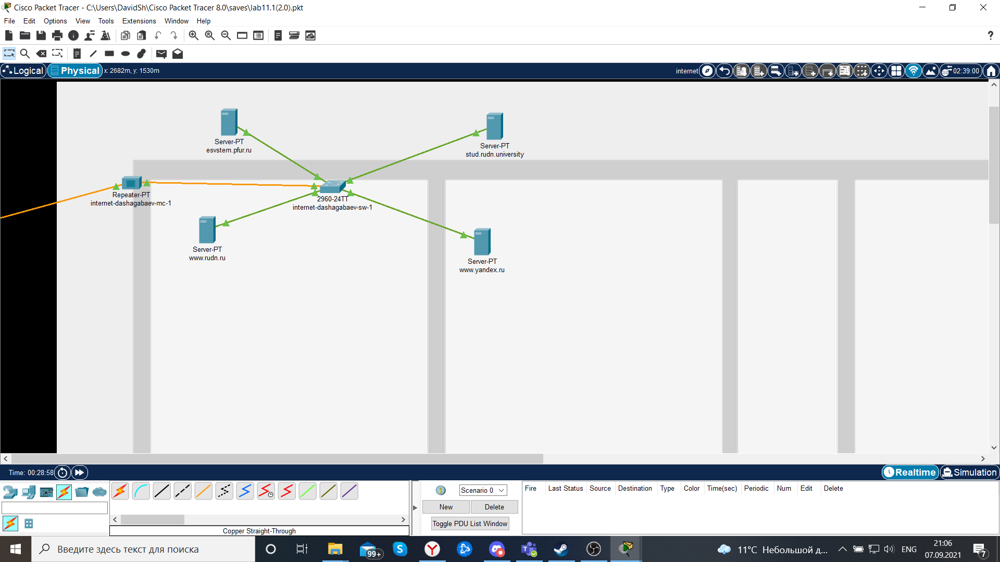 Cisco Packet Tracer - C:\Users\DavidSh\Cisco Packet Tracer 8.0\saves\lab11.1(2.0).pkt
File Edit Options View Tools Extensions Window Help
?
Logical Physical x: 2682m, y: 1530m internet 02:39:00
Server-PT
esvstem.pfur.ru
Server-PT
stud.rudn.university
Repeater-PT
internet-dashagabaev-mc-1
2960-24TT
internet-dashagabaev-sw-1
Server-PT
www.rudn.ru
Server-PT
www.yandex.ru
Time: 00:28:58 Realtime Simulation
Scenario 0
New Delete
Toggle PDU List Window
Fire Last Status Source Destination Type Color Time(sec) Periodic Num Edit Delete
Copper Straight-Through
Введите здесь текст для поиска
99+
11°C Небольшой д...
ENG
21:06
07.09.2021
7